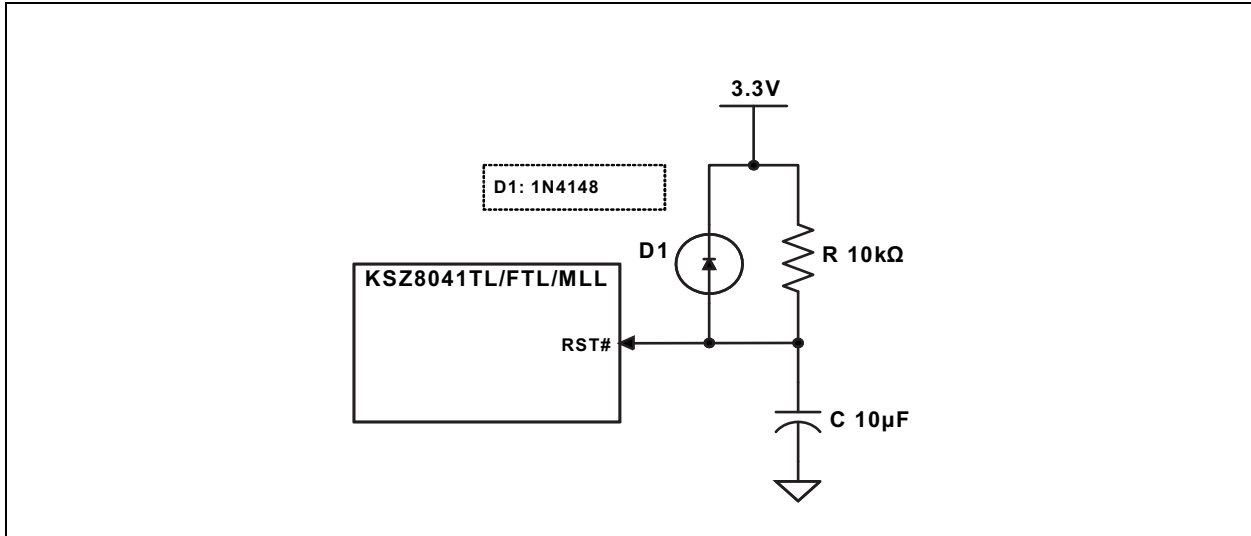 3.3V
D1: 1N4148
D1
R 10kΩ
KSZ8041TL/FTL/MLL
RST#
C 10µF